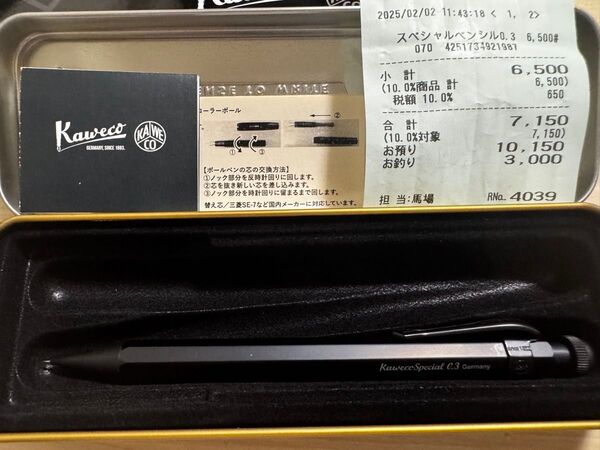 2025/02/02 11:43:18 < 1, 2>
スペシャルペンシル0.3 6,500#
070 4251734921987
小 計 6,500
(10.0%商品 計 6,500)
税額 10.0% 650
合 計 7,150
(10.0%対象 7,150)
お預り 10,150
お釣り 3,000
担 当:馬場 RNo. 4039
Kaweco
GERMANY, SINCE 1883.
KA
WE
CO
ローラーボール
①
②
③
【ボールペンの芯の交換方法】
①ノック部分を反時計回りに回します。
②芯を抜き新しい芯を差し込みます。
③ノック部分を時計回りに留まるまで回します。
替え芯/三菱SE-7など国内メーカーに対応しています。
Kaweco Special 0.3 Germany